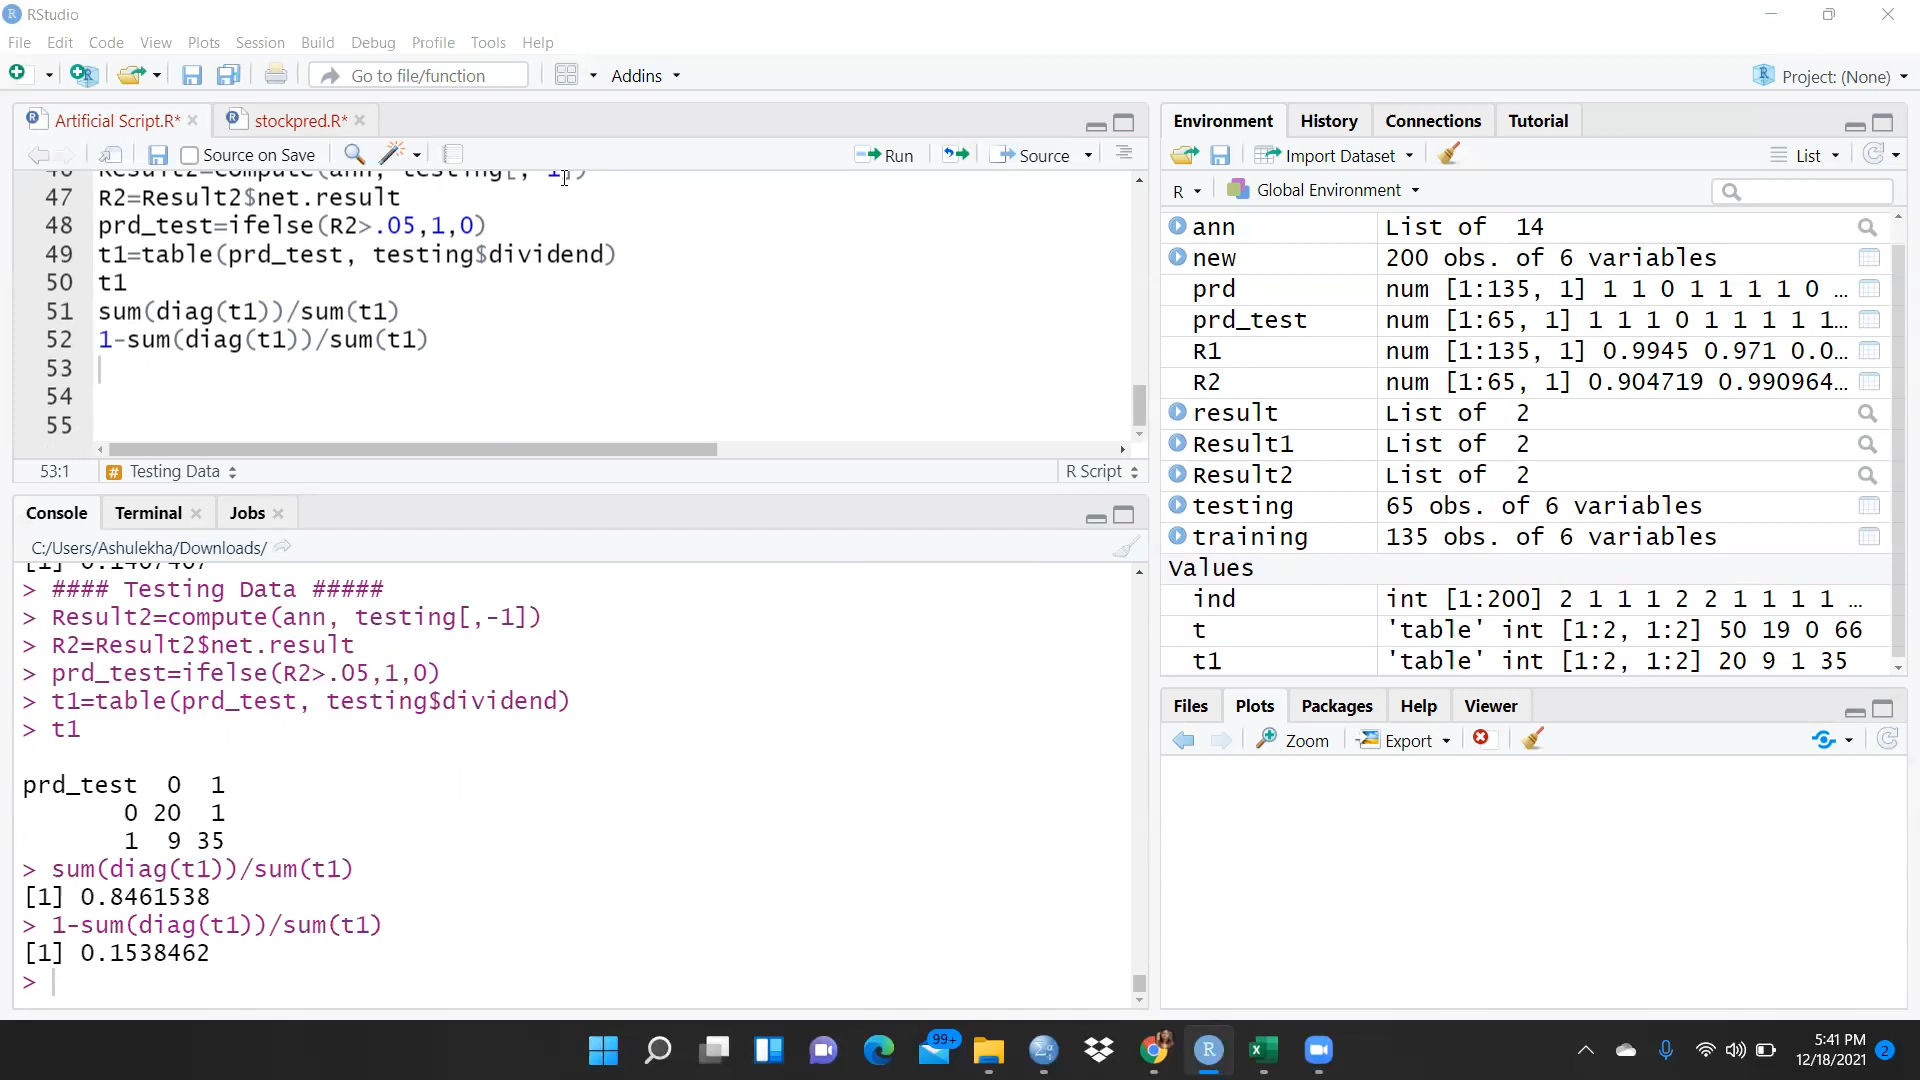 RStudio
File Edit Code View Plots Session Build Debug Profile Tools Help
Go to file/function Addins Project: (None)
Artificial Script.R* stockpred.R*
Source on Save Run Source
46 Result2=compute(ann, testing[,-1])
47 R2=Result2$net.result
48 prd_test=ifelse(R2>.05,1,0)
49 t1=table(prd_test, testing$dividend)
50 t1
51 sum(diag(t1))/sum(t1)
52 1-sum(diag(t1))/sum(t1)
53
54
55
53:1 # Testing Data R Script
Console Terminal Jobs
C:/Users/Ashulekha/Downloads/
[1] 0.1407407
> #### Testing Data #####
> Result2=compute(ann, testing[,-1])
> R2=Result2$net.result
> prd_test=ifelse(R2>.05,1,0)
> t1=table(prd_test, testing$dividend)
> t1
prd_test 0 1
0 20 1
1 9 35
> sum(diag(t1))/sum(t1)
[1] 0.8461538
> 1-sum(diag(t1))/sum(t1)
[1] 0.1538462
>
Environment History Connections Tutorial
Import Dataset List
R Global Environment
ann List of 14
new 200 obs. of 6 variables
prd num [1:135, 1] 1 1 0 1 1 1 1 0 ...
prd_test num [1:65, 1] 1 1 1 0 1 1 1 1 1...
R1 num [1:135, 1] 0.9945 0.971 0.0...
R2 num [1:65, 1] 0.904719 0.990964...
result List of 2
Result1 List of 2
Result2 List of 2
testing 65 obs. of 6 variables
training 135 obs. of 6 variables
Values
ind int [1:200] 2 1 1 1 2 2 1 1 1 1 ...
t 'table' int [1:2, 1:2] 50 19 0 66
t1 'table' int [1:2, 1:2] 20 9 1 35
Files Plots Packages Help Viewer
Zoom Export
99+
5:41 PM
12/18/2021 2